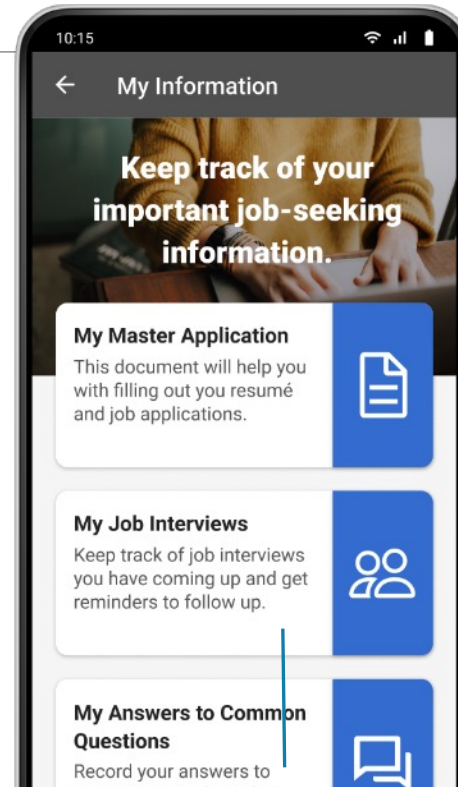 10:15
My Information
Keep track of your
important job-seeking
information.
My Master Application
This document will help you
with filling out you resumé
and job applications.
My Job Interviews
Keep track of job interviews
you have coming up and get
reminders to follow up.
My Answers to Common
Questions
Record your answers to